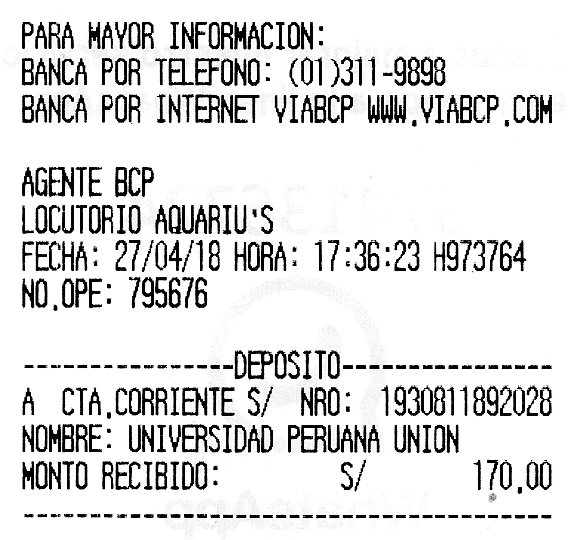 PARA MAYOR INFORMACION:
BANCA POR TELEFONO: (01)311-9898
BANCA POR INTERNET VIABCP WWW.VIABCP.COM
AGENTE BCP
LOCUTORIO AQUARIU'S
FECHA: 27/04/18 HORA: 17:36:23 H973764
NO.OPE: 795676
----------------DEPOSITO----------------
A CTA.CORRIENTE S/ NRO: 1930811892028
NOMBRE: UNIVERSIDAD PERUANA UNION
MONTO RECIBIDO: S/ 170.00
----------------------------------------